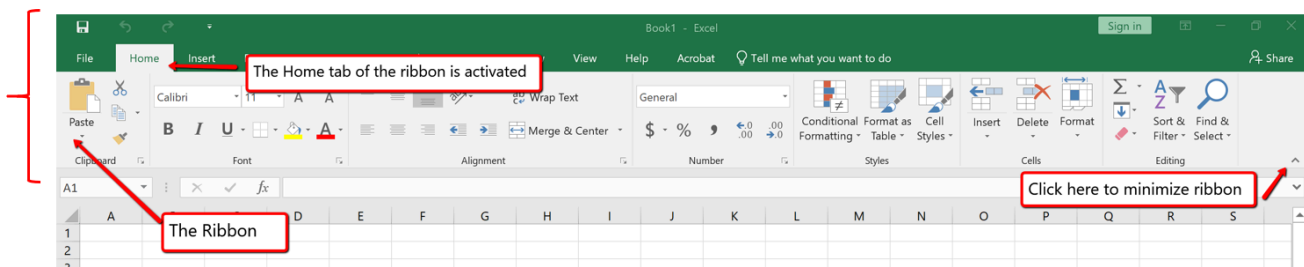 Book1 - Excel
Sign in
File Home Insert View Help Acrobat Tell me what you want to do Share
The Home tab of the ribbon is activated
Paste
Calibri 11 A A
ab Wrap Text
General
B I U A
Merge & Center
$ % , .0 .00 .00 .0
Conditional Formatting
Format as Table
Cell Styles
Insert Delete Format
Sort & Filter
Find & Select
Clipboard Font Alignment Number Styles Cells Editing
A1 fx
Click here to minimize ribbon
A D E F G H I J K L M N O P Q R S
The Ribbon
1
2